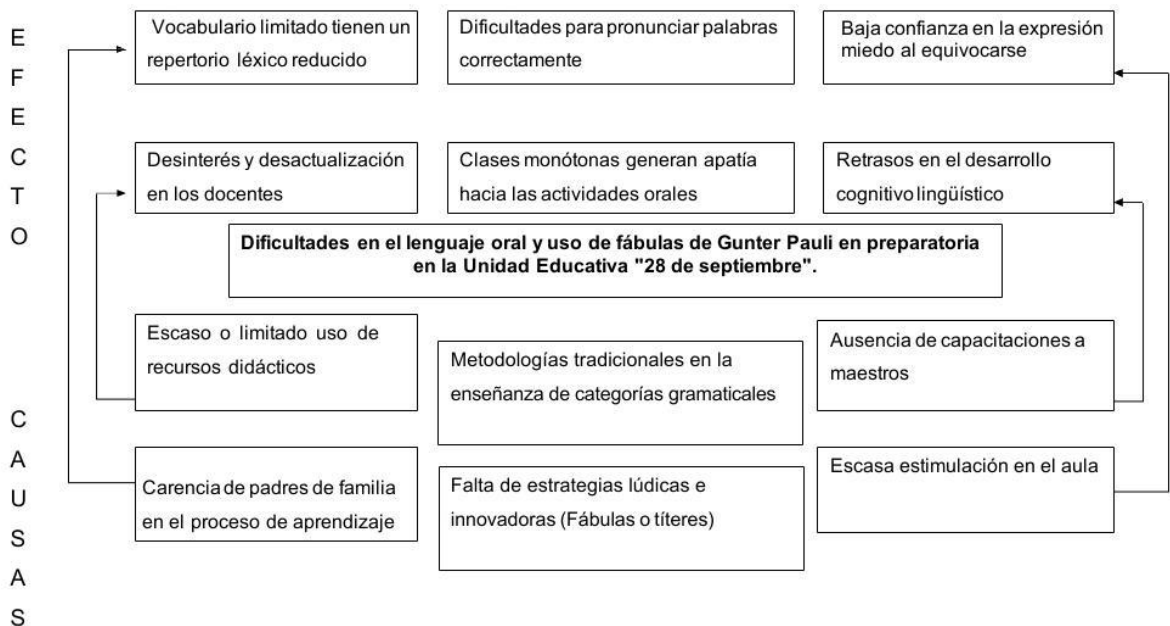 EFECTO
Vocabulario limitado tienen un
repertorio léxico reducido
Dificultades para pronunciar palabras
correctamente
Baja confianza en la expresión
miedo al equivocarse
Desinterés y desactualización
en los docentes
Clases monótonas generan apatía
hacia las actividades orales
Retrasos en el desarrollo
cognitivo lingüístico
Dificultades en el lenguaje oral y uso de fábulas de Gunter Pauli en preparatoria
en la Unidad Educativa "28 de septiembre".
CAUSAS
Escaso o limitado uso de
recursos didácticos
Metodologías tradicionales en la
enseñanza de categorías gramaticales
Ausencia de capacitaciones a
maestros
Carencia de padres de familia
en el proceso de aprendizaje
Falta de estrategias lúdicas e
innovadoras (Fábulas o títeres)
Escasa estimulación en el aula